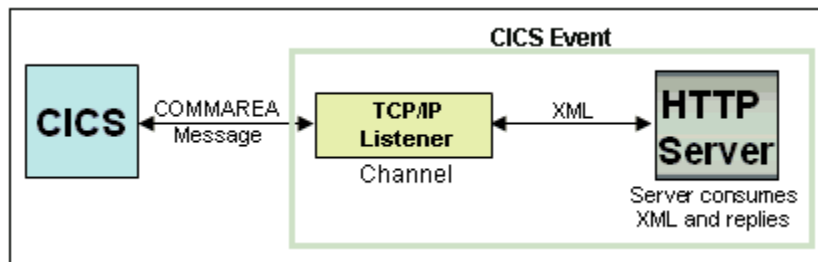 CICS Event
CICS
COMMAREA
Message
TCP/IP
Listener
Channel
XML
HTTP
Server
Server consumes
XML and replies